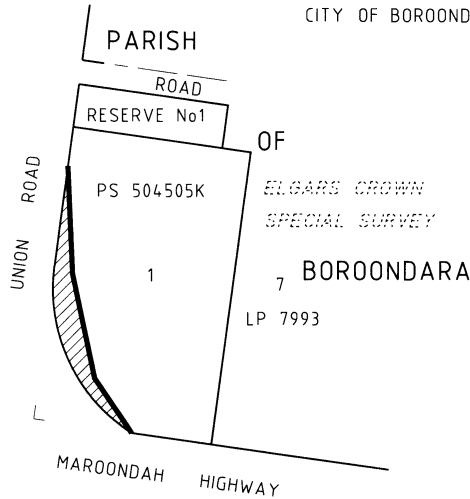 CITY OF BOROOND
PARISH
ROAD
RESERVE No1
OF
PS 504505K
ELGARS CROWN
SPECIAL SURVEY
UNION ROAD
1
7
BOROONDARA
LP 7993
MAROONDAH HIGHWAY